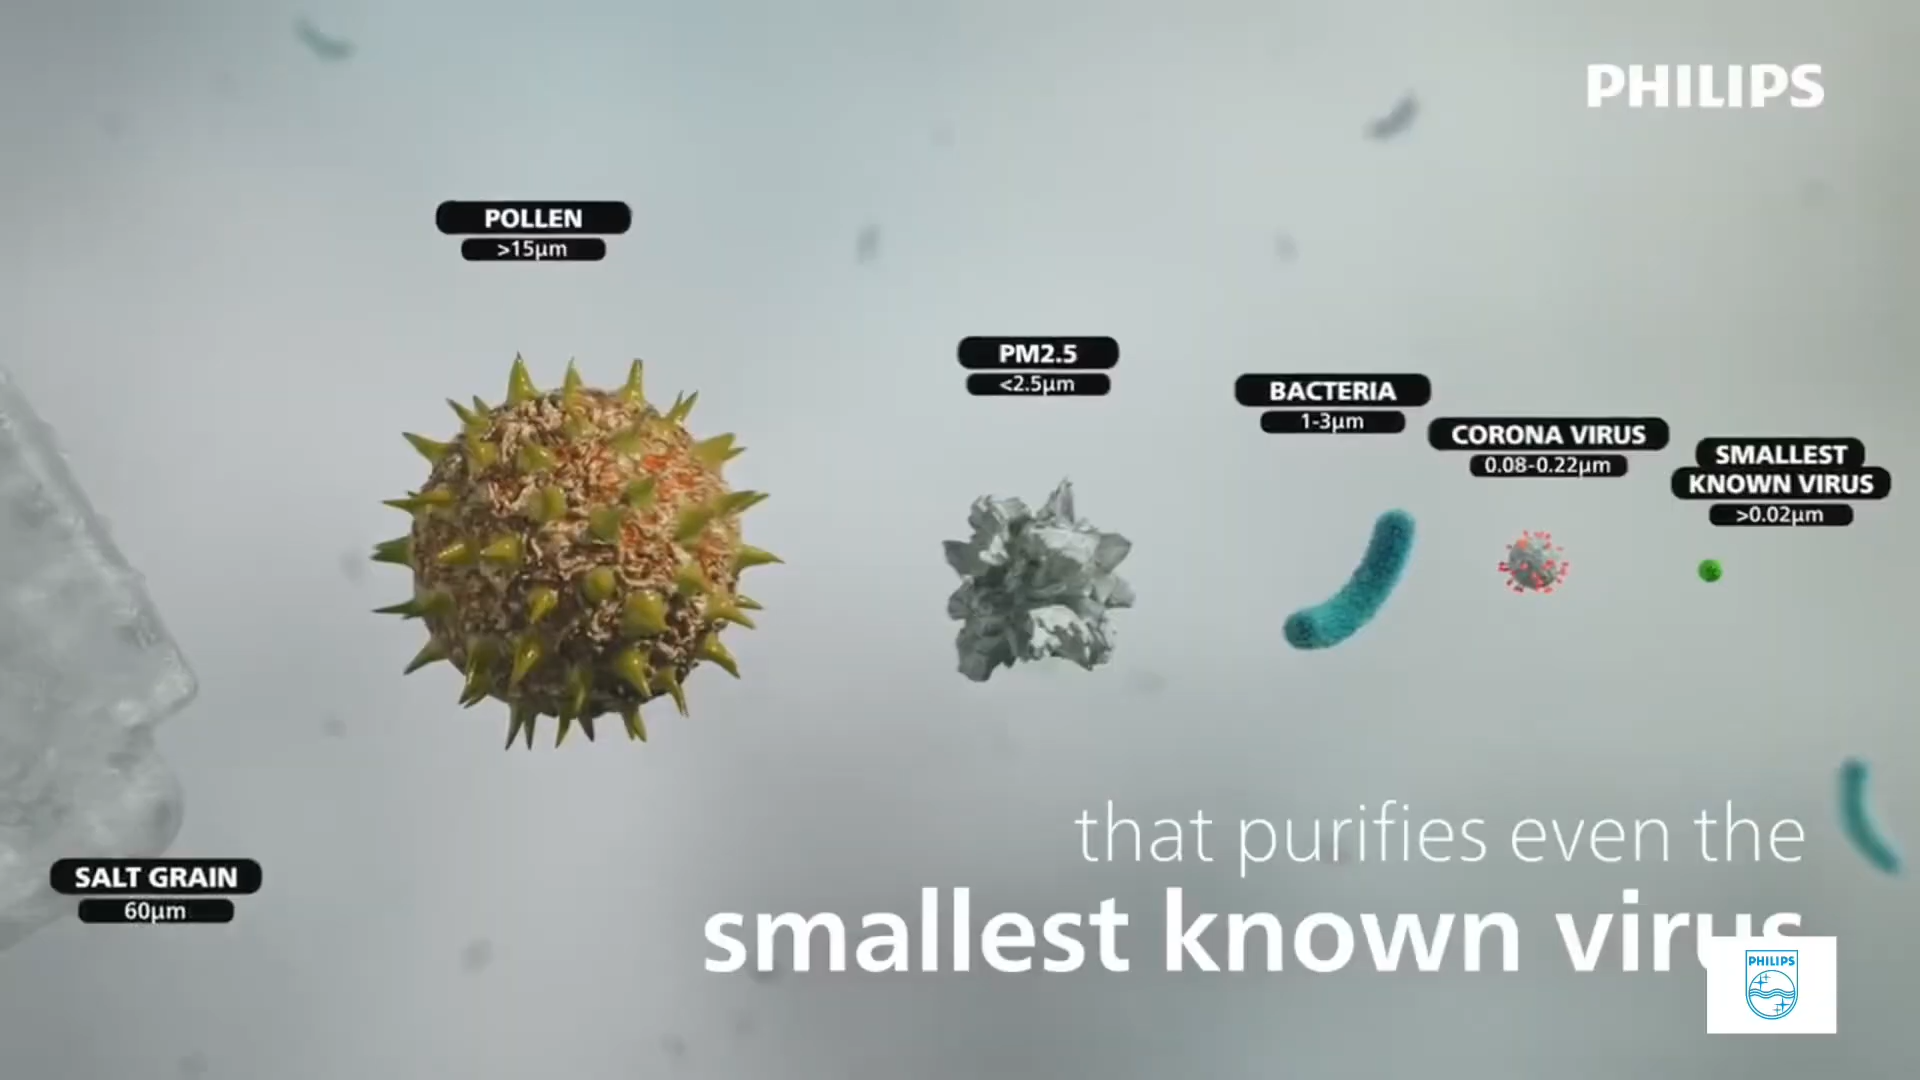 PHILIPS
POLLEN
>15µm
PM2.5
<2.5µm
BACTERIA
1-3µm
CORONA VIRUS
0.08-0.22µm
SMALLEST
KNOWN VIRUS
>0.02µm
SALT GRAIN
60µm
that purifies even the
smallest known virus
PHILIPS